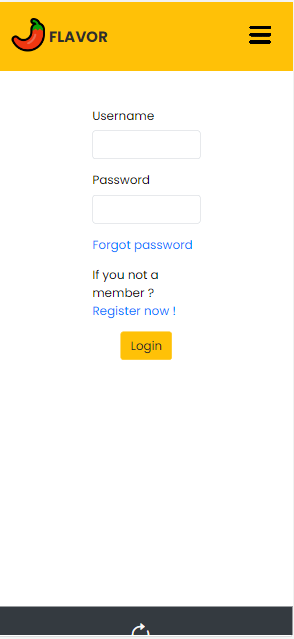 FLAVOR
Username
Password
Forgot password
If you not a
member ?
Register now !
Login